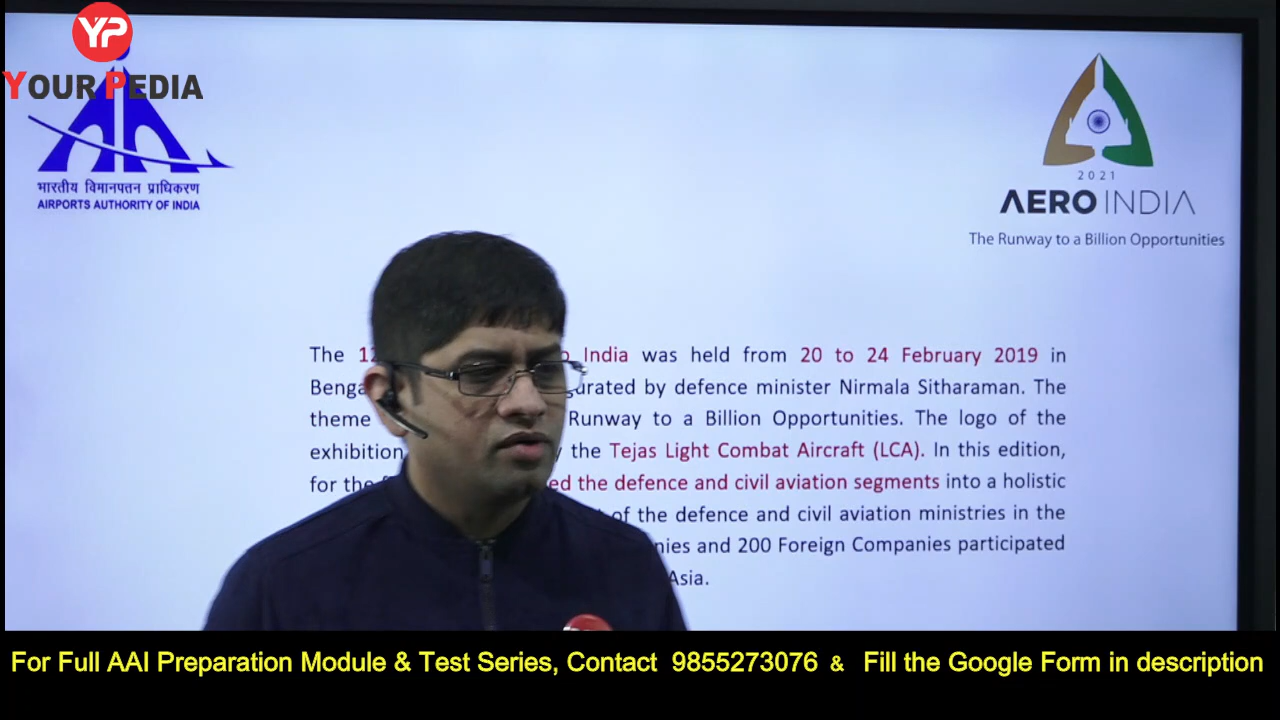 YP
YOUR PEDIA
भारतीय विमानपत्तन प्राधिकरण
AIRPORTS AUTHORITY OF INDIA
2021
AERO INDIA
The Runway to a Billion Opportunities
The India was held from 20 to 24 February 2019 in
by defence minister Nirmala Sitharaman. The
theme Runway to a Billion Opportunities. The logo of the
exhibition the Tejas Light Combat Aircraft (LCA). In this edition,
for the the defence and civil aviation segments into a holistic
of the defence and civil aviation ministries in the
and 200 Foreign Companies participated
Asia.
For Full AAI Preparation Module & Test Series, Contact 9855273076 & Fill the Google Form in description